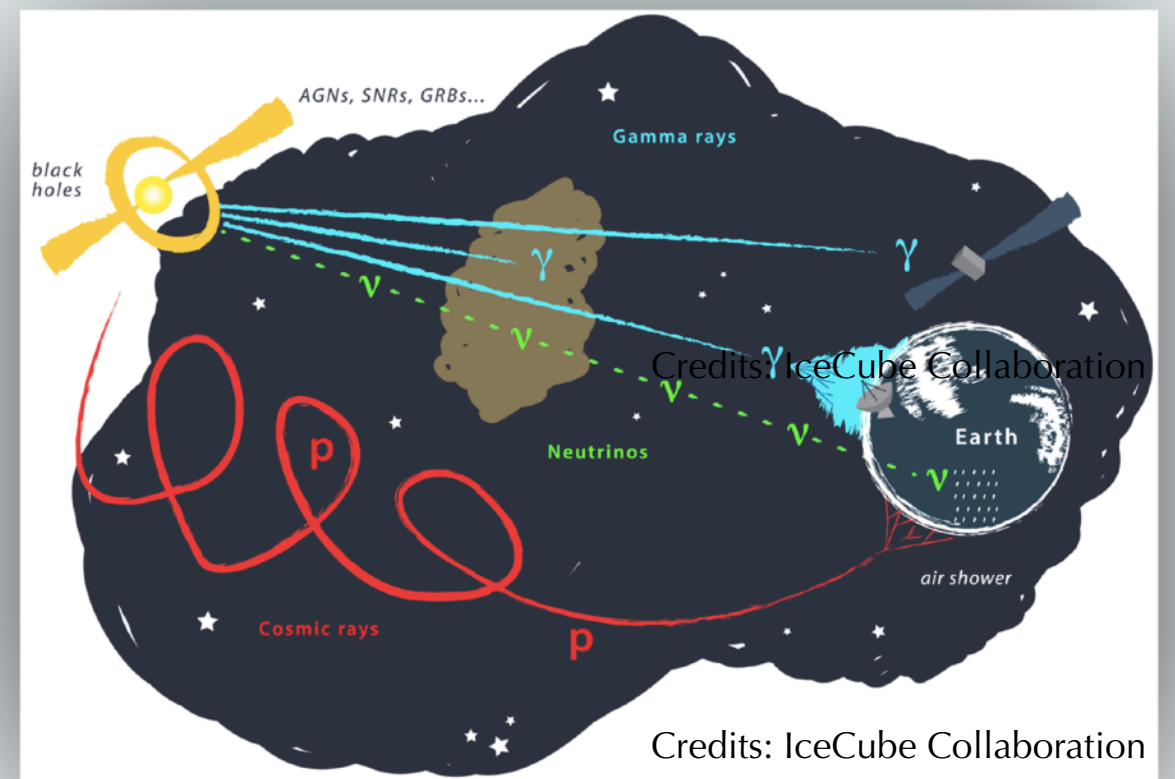 AGNs, SNRs, GRBs...
black
holes
Gamma rays
γ
γ
ν
ν
γ
Credits: IceCube Collaboration
ν
ν
Earth
Neutrinos
p
ν
air shower
Cosmic rays
p
Credits: IceCube Collaboration